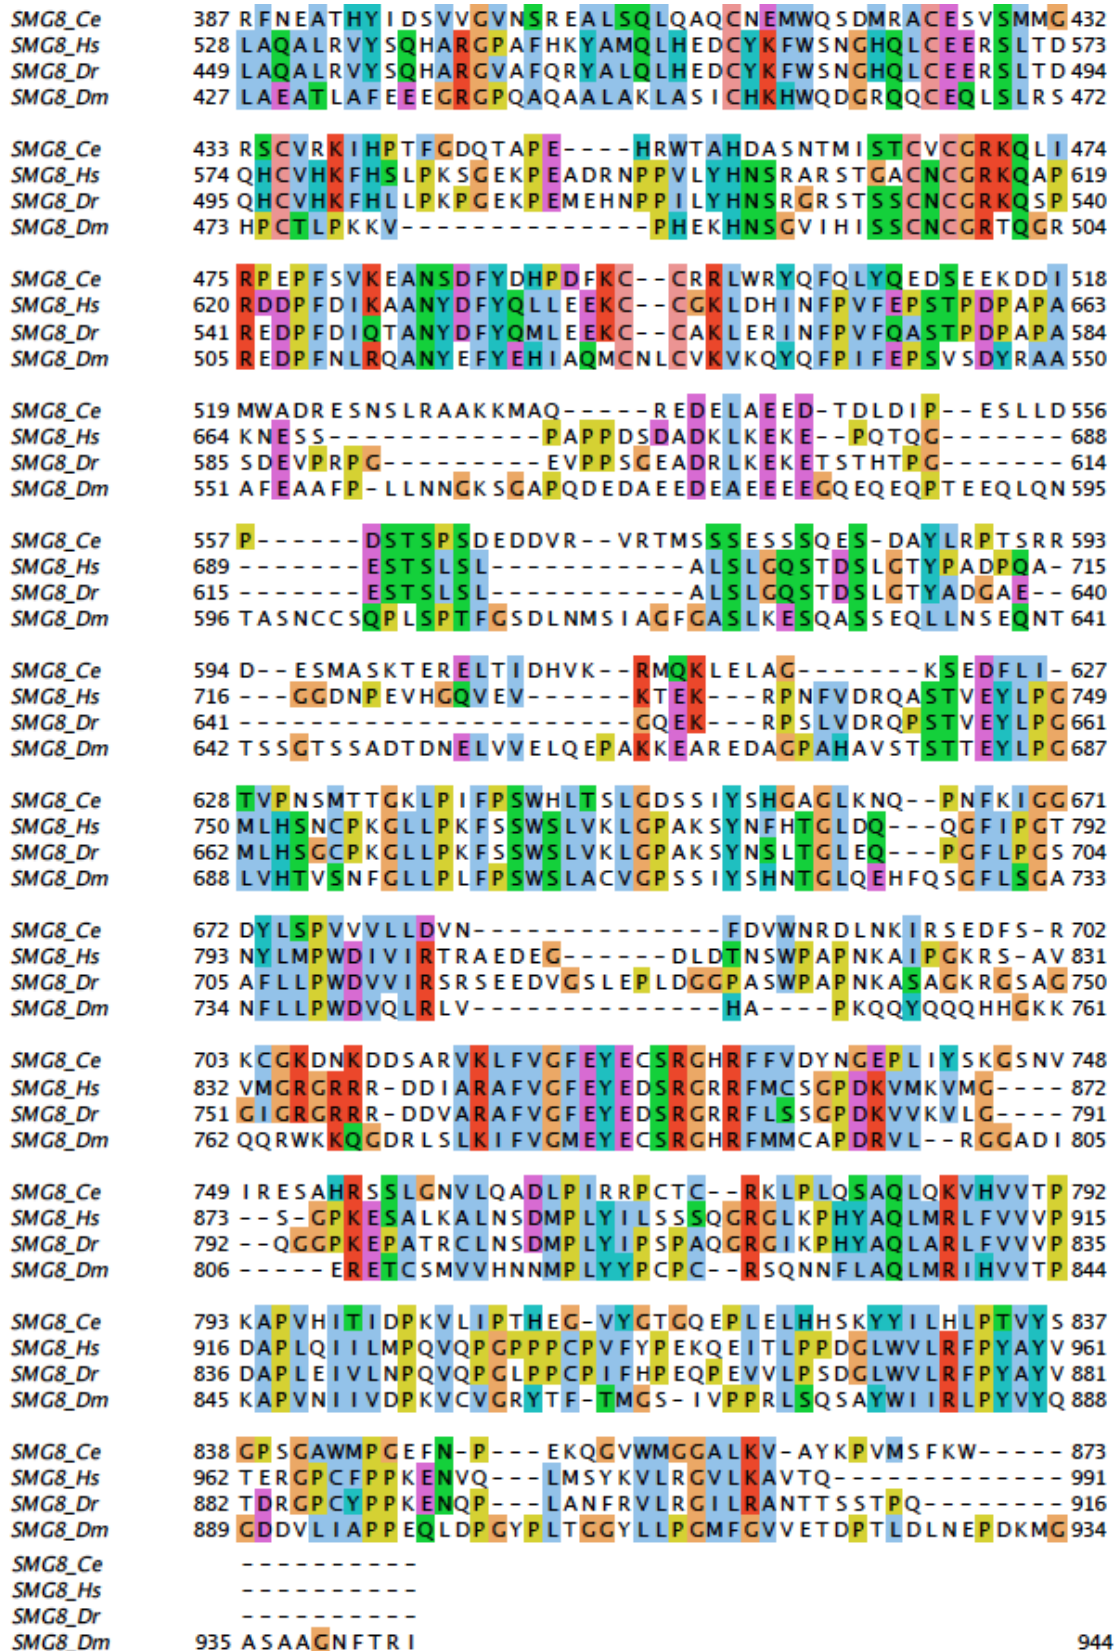 SMG8_Ce 387 RFNEATHYIDSVVGVNSREALSQLQAQCNEMWQSDMRACESVSMMG 432
SMG8_Hs 528 LAQALRVYSQHARGPAFHKYAMQLHEDCYKFWSNGHQLCEERSLTD 573
SMG8_Dr 449 LAQALRVYSQHARGVAFQRYALQLHEDCYKFWSNGHQLCEERSLTD 494
SMG8_Dm 427 LAEATLAFEEEGRGPQAQAALAKLASICHKHWQDGRQQCEQLSLRS 472
SMG8_Ce 433 RSCVRKIHPTFGDQTAPE----HRWTAHDASNTMISTCVCGRKQLI 474
SMG8_Hs 574 QHCVHKFHSLPKSGEKPEADRNPPVLYHNSRARSTGACNCGRKQAP 619
SMG8_Dr 495 QHCVHKFHLLPKPGEKPEMEHNPPILYHNSGRGRSTSSCNCGRKQSP 540
SMG8_Dm 473 HPCTLPKKV--------------PHEKHNSGVIHISSCNCGRTQGR 504
SMG8_Ce 475 RPEPFSVKEANSDFYDHPDFKC--CRRLWRYQFQLYQEDSEEKDDI 518
SMG8_Hs 620 RDDPFDIKAANYDFYQLLEEKC--CGKLDHINFPVFEPSTPDPAPA 663
SMG8_Dr 541 REDPFDIQTANYDFYQMLEEKC--CAKLERINFPVFQASTPDPAPA 584
SMG8_Dm 505 REDPFNLRQANYEFYEHIAQMCNLCVKVKQYQFPIFEPSVSDYRAA 550
SMG8_Ce 519 MWADRESNSLRAAKKMAQ-----REDELAEED-TDLDIP--ESLLD 556
SMG8_Hs 664 KNESS------------PAPPDSDADKLKEKE--PQTQG------- 688
SMG8_Dr 585 SDEVPRPG---------EVPPSGEADRLKEKETSTHTPG------- 614
SMG8_Dm 551 AFEAAFP-LLNNGKSGAPQDEDAEEDEAEEEEGQEQEQPTEEQLQN 595
SMG8_Ce 557 P------DSTSPSDEDDVR--VRTMSSSESSSQES-DAYLRPTSRR 593
SMG8_Hs 689 -------ESTSLSL-----------ALSLGQSTDSLGTYPADPQA- 715
SMG8_Dr 615 -------ESTSLSL-----------ALSLGQSTDSLGTYADGAE-- 640
SMG8_Dm 596 TASNCCSQPLSPTFGSDLNMSIAGFGASLKESQASSEQLLNSEQNT 641
SMG8_Ce 594 D--ESMASKTERELTIDHVK--RMQKLELAG-------KSEDFLI- 627
SMG8_Hs 716 ---GGDNPEVHGQVEV------KTEK---RPNFVDRQASTVEYLPG 749
SMG8_Dr 641 ----------------------GQEK---RPSLVDRQPSTVEYLPG 661
SMG8_Dm 642 TSSGTSSADTDNELVVELQEPAKKEAREDAGPAHAVSTSTTEYLPG 687
SMG8_Ce 628 TVPNSMTTGKLPIFPSWHLTSLGDSSIYSHGAGLKNQ--PNFKIGG 671
SMG8_Hs 750 MLHSNCPKGLLPKFSSWSLVKLGPAKSYNFHTGLDQ---QGFIPGT 792
SMG8_Dr 662 MLHSGCPKGLLPKFSSWSLVKLGPAKSYNSLTGLEQ---PGFLPGS 704
SMG8_Dm 688 LVHTVSNFGLLPLFPSWSLACVGPSSIYSHNTGLQEHFQSGFLSGA 733
SMG8_Ce 672 DYLSPVVVLLDVN---------------FDVWNRDLNKIRSEDFS-R 702
SMG8_Hs 793 NYLMPWDIVIRTRAEDEG------DLDTNSWPAPNKAIPGKRS-AV 831
SMG8_Dr 705 AFLLPWDVVIRSRSEEDVGSLEPLDGGPASWPAPNKASAGKRGSAG 750
SMG8_Dm 734 NFLLPWDVQLRLV-----------HA----PKQQYQQQHHGKK 761
SMG8_Ce 703 KCGKDNKDDSARVKLFVGFEYECSRGHRFFVDYNGEPLIYSKGSNV 748
SMG8_Hs 832 VMGRGRRR-DDIARAFVGFEYEDSRGRRFMCSGPDKVMKVMG---- 872
SMG8_Dr 751 GIGRGRRR-DDVARAFVGFEYEDSRGRRFLSSGPDKVVKVLG---- 791
SMG8_Dm 762 QQRWKKQGDRLSLKIFVGMEYECSRGHRFMMCAPDRVL--RGGADI 805
SMG8_Ce 749 IRESAHRSSLGNVLQADLPIRRPCTC--RKLPLQSAQLQKVHVVTP 792
SMG8_Hs 873 --S-GPKESALKALNSDMPLYILSSSQGRGLKPHYAQLMRLFVVVP 915
SMG8_Dr 792 --QGGPKEPATRCLNSDMPLYIPSPAQGRGIKPHYAQLARLFVVVP 835
SMG8_Dm 806 -----ERETCSMVVHNNMPLYYPCPC--RSQNNFLAQLMRIHVVTP 844
SMG8_Ce 793 KAPVHITIDPKVLIPTHEG-VYGTGQEPLELHHSKYYILHLPTVYS 837
SMG8_Hs 916 DAPLQIILMPQVQPGPPPCPVFYPEKQEITLPPDGLWVLRFPYAYV 961
SMG8_Dr 836 DAPLEIVLNPQVQPGLPPCPIFHPEQPEVVLPSDGLWVLRFPYAYV 881
SMG8_Dm 845 KAPVNIIVDPKVCVGRYTF-TMGS-IVPPRLSQSAYWIIRLPYVYQ 888
SMG8_Ce 838 GPSGAWMPGEFN-P---EKQGVWMGGALKV-AYKPVMSFKW----- 873
SMG8_Hs 962 TERGPCFPPKENVQ---LMSYKVLRGVLKAVTQ------------- 991
SMG8_Dr 882 TDRGPCYPPKENQP---LANFRVLRGILRANTTSSTPQ-------- 916
SMG8_Dm 889 GDDVLIAPPEQLDPGYPLTGGYLLPGMFGVVETDPTLDLNEPDKMG 934
SMG8_Ce ----------
SMG8_Hs ----------
SMG8_Dr ----------
SMG8_Dm 935 ASAAGNFTRI 944